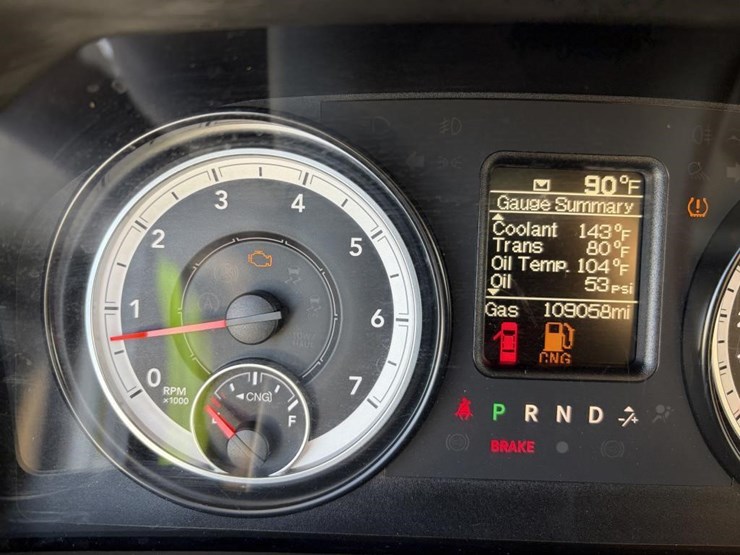 90°F
Gauge Summary
Coolant 143°F
Trans 80°F
Oil Temp. 104°F
Oil 53PSI
Gas 109058mi
CNG
P R N D
BRAKE
0
1
2
3
4
5
6
7
RPM
×1000
◄CNG
E F